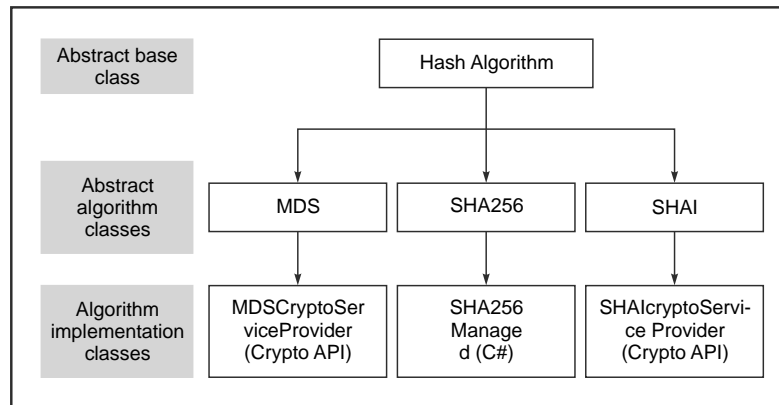 Abstract base
class
Hash Algorithm
Abstract
algorithm
classes
MDS
SHA256
SHAI
Algorithm
implementation
classes
MDSCryptoSer
viceProvider
(Crypto API)
SHA256
Manage
d (C#)
SHAIcryptoServi-
ce Provider
(Crypto API)